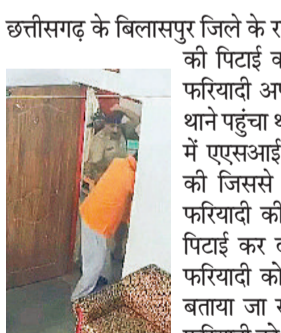 छत्तीसगढ़ के बिलासपुर जिले के र
की पिटाई व
फरियादी अप
थाने पहुंचा थ
में एएसआई
की जिससे
फरियादी की
पिटाई कर द
फरियादी को
बताया जा र